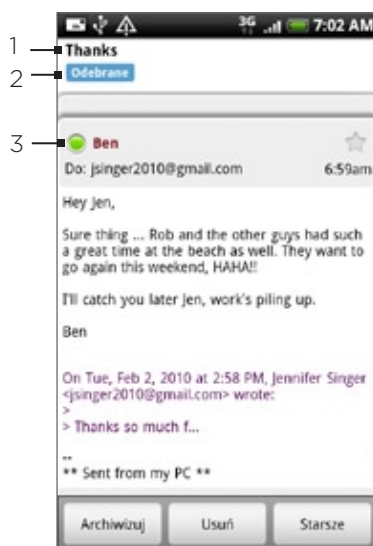 3G 7:02 AM
1 Thanks
2 Odebrane
3 Ben
Do: jsinger2010@gmail.com 6:59am
Hey Jen,
Sure thing ... Rob and the other guys had such
a great time at the beach as well. They want to
go again this weekend, HAHA!!
I'll catch you later Jen, work's piling up.
Ben
On Tue, Feb 2, 2010 at 2:58 PM, Jennifer Singer
<jsinger2010@gmail.com> wrote:
>
> Thanks so much f...
--
** Sent from my PC **
Archiwizuj Usuń Starsze